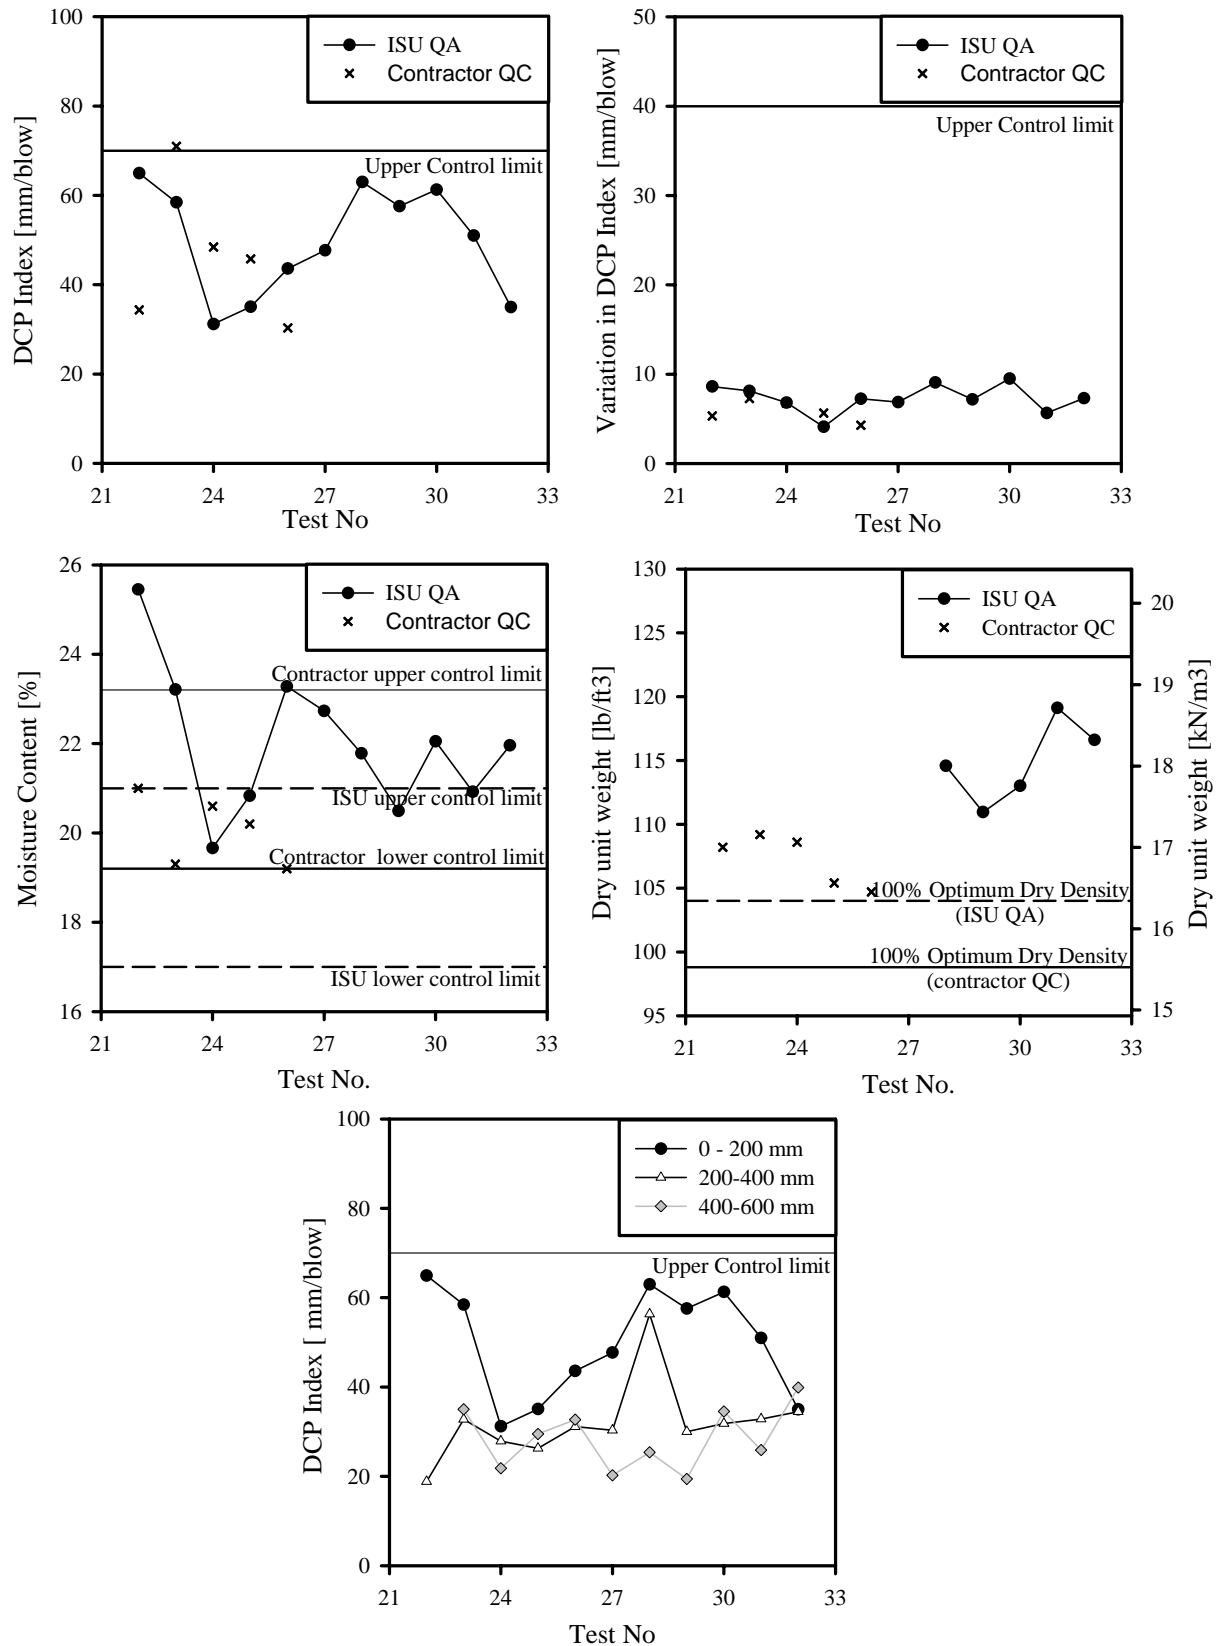 100
80
60
40
20
0
DCP Index [mm/blow]
ISU QA
Contractor QC
Upper Control limit
21 24 27 30 33
Test No
50
40
30
20
10
0
Variation in DCP Index [mm/blow]
ISU QA
Contractor QC
Upper Control limit
21 24 27 30 33
Test No
26
24
22
20
18
16
Moisture Content [%]
ISU QA
Contractor QC
Contractor upper control limit
ISU upper control limit
Contractor lower control limit
ISU lower control limit
21 24 27 30 33
Test No.
130
125
120
115
110
105
100
95
Dry unit weight [lb/ft3]
ISU QA
Contractor QC
100% Optimum Dry Density
(ISU QA)
100% Optimum Dry Density
(contractor QC)
20
19
18
17
16
15
Dry unit weight [kN/m3]
21 24 27 30 33
Test No.
100
80
60
40
20
0
DCP Index [ mm/blow]
0 - 200 mm
200-400 mm
400-600 mm
Upper Control limit
21 24 27 30 33
Test No